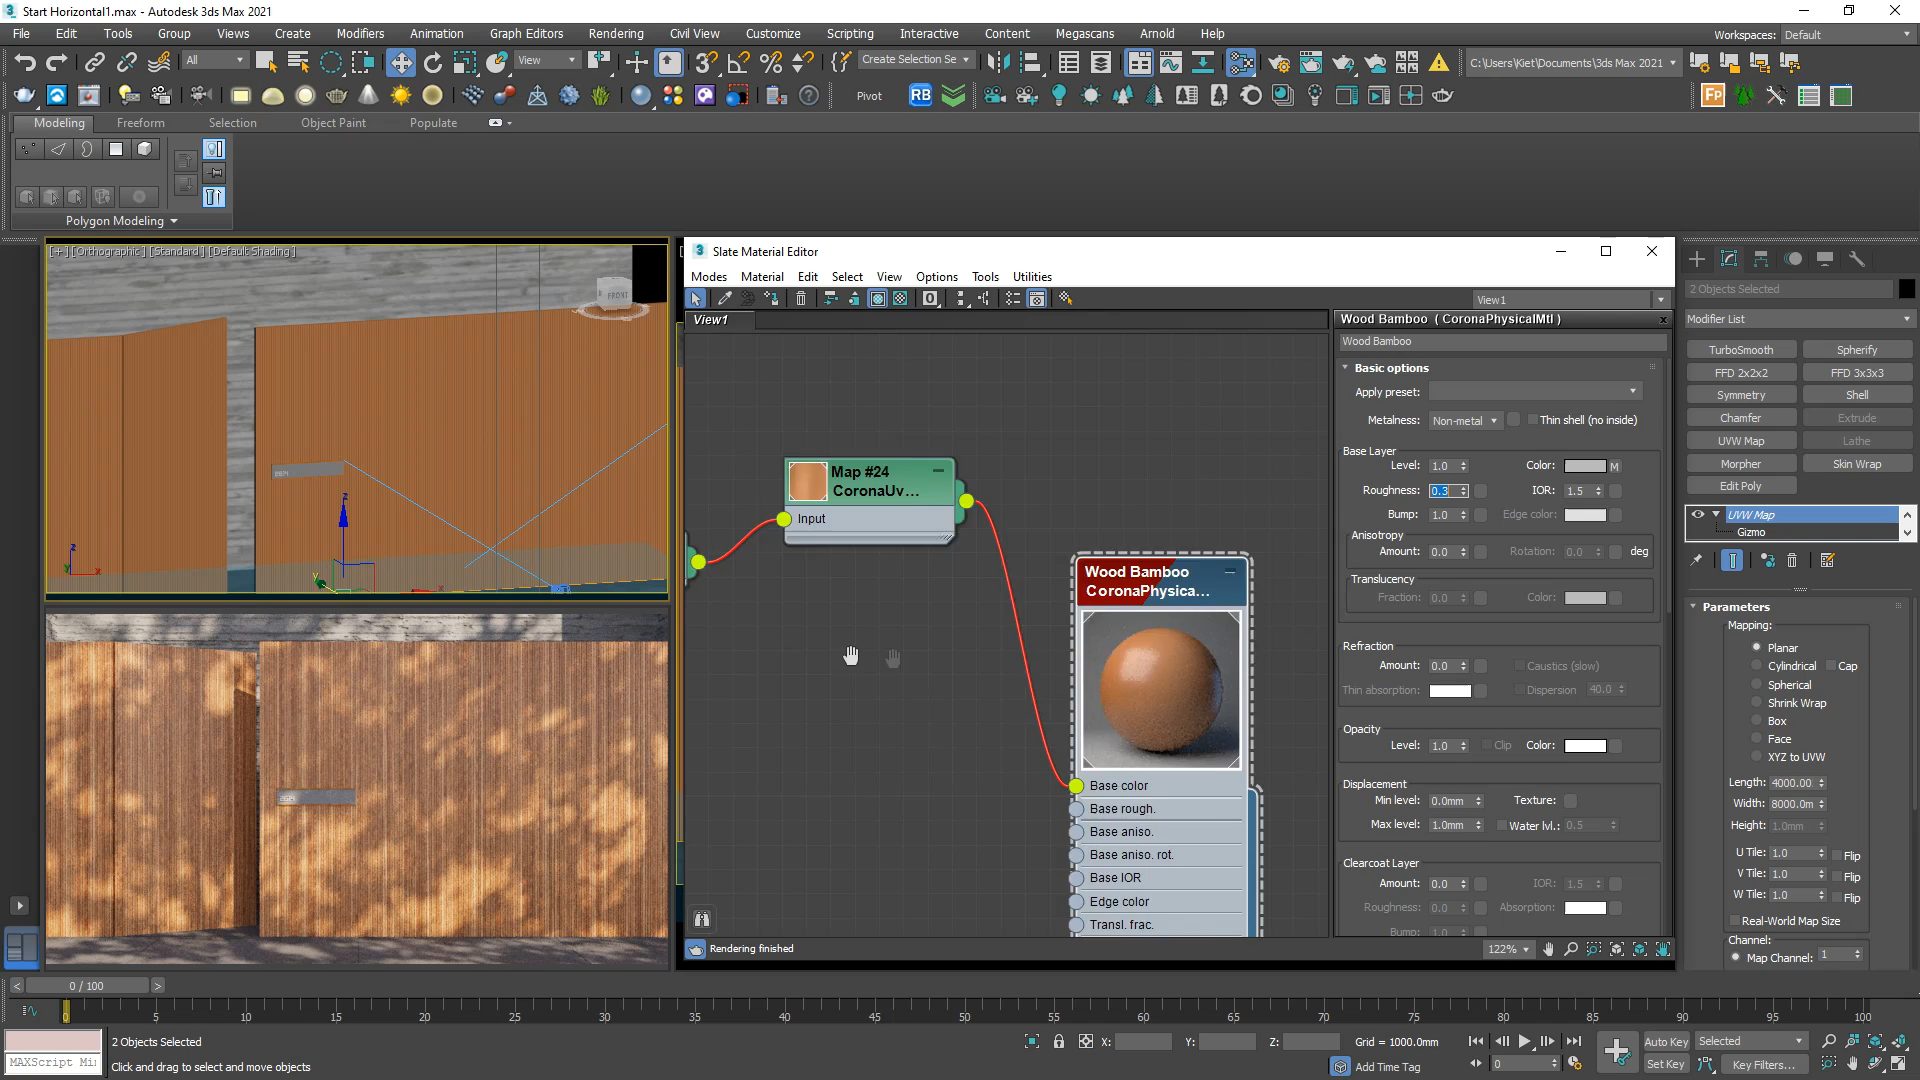 Start Horizontal1.max - Autodesk 3ds Max 2021
File Edit Tools Group Views Create Modifiers Animation Graph Editors Rendering Civil View Customize Scripting Interactive Content Megascans Arnold Help
Workspaces: Default
All
View
Create Selection Se
C:\Users\Kiet\Documents\3ds Max 2021
Pivot
RB
Fp
Modeling Freeform Selection Object Paint Populate
Polygon Modeling
[+] [Orthographic] [Standard] [Default Shading]
FRONT
Slate Material Editor
Modes Material Edit Select View Options Tools Utilities
View1
View1
Map #24
CoronaUv...
Input
Wood Bamboo
CoronaPhysica...
Base color
Base rough.
Base aniso.
Base aniso. rot.
Base IOR
Edge color
Transl. frac.
Rendering finished
122%
Wood Bamboo ( CoronaPhysicalMtl )
Wood Bamboo
Basic options
Apply preset:
Metalness: Non-metal Thin shell (no inside)
Base Layer
Level: 1.0 Color: M
Roughness: 0.3 IOR: 1.5
Bump: 1.0 Edge color:
Anisotropy
Amount: 0.0 Rotation: 0.0 deg
Translucency
Fraction: 0.0 Color:
Refraction
Amount: 0.0 Caustics (slow)
Thin absorption: Dispersion 40.0
Opacity
Level: 1.0 Clip Color:
Displacement
Min level: 0.0mm Texture:
Max level: 1.0mm Water lvl.: 0.5
Clearcoat Layer
Amount: 0.0 IOR: 1.5
Roughness: 0.0 Absorption:
Bump: 1.0
2 Objects Selected
Modifier List
TurboSmooth Spherify
FFD 2x2x2 FFD 3x3x3
Symmetry Shell
Chamfer Extrude
UVW Map Lathe
Morpher Skin Wrap
Edit Poly
UVW Map
Gizmo
Parameters
Mapping:
Planar
Cylindrical Cap
Spherical
Shrink Wrap
Box
Face
XYZ to UVW
Length: 4000.00
Width: 8000.0m
Height: 1.0mm
U Tile: 1.0 Flip
V Tile: 1.0 Flip
W Tile: 1.0 Flip
Real-World Map Size
Channel:
Map Channel: 1
0 / 100
0 5 10 15 20 25 30 35 40 45 50 55 60 65 70 75 80 85 90 95 100
2 Objects Selected
X: Y: Z: Grid = 1000.0mm
Auto Key Selected
MAXScript Mi
Click and drag to select and move objects
Add Time Tag
0
Set Key Key Filters...